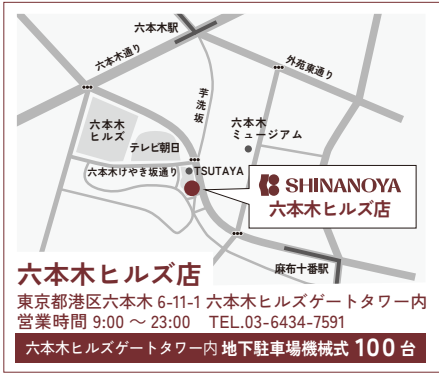 六本木駅
六本木通り
外苑東通り
芋洗坂
六本木
ヒルズ
六本木
ミュージアム
テレビ朝日
六本木けやき坂通り
TSUTAYA
SHINANOYA
六本木ヒルズ店
麻布十番駅
六本木ヒルズ店
東京都港区六本木 6-11-1 六本木ヒルズゲートタワー内
営業時間 9:00 〜 23:00 TEL.03-6434-7591
六本木ヒルズゲートタワー内 地下駐車場機械式 100 台